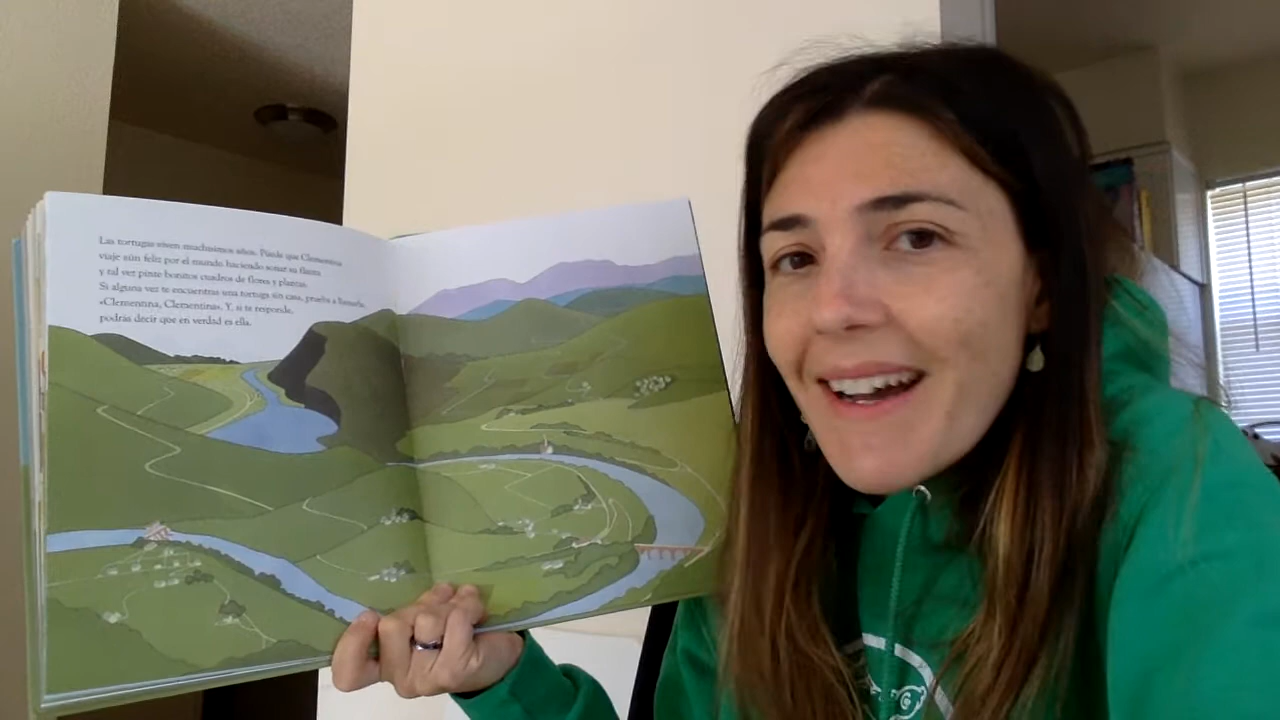 Las tortugas viven muchísimos años. Puede que Clementina
viaje aún feliz por el mundo haciendo sonar su flauta
y tal vez pinte bonitos cuadros de flores y plantas.
Si alguna vez te encuentras una tortuga sin casa, prueba a llamarla:
«Clementina, Clementina». Y, si te responde,
podrás decir que en verdad es ella.